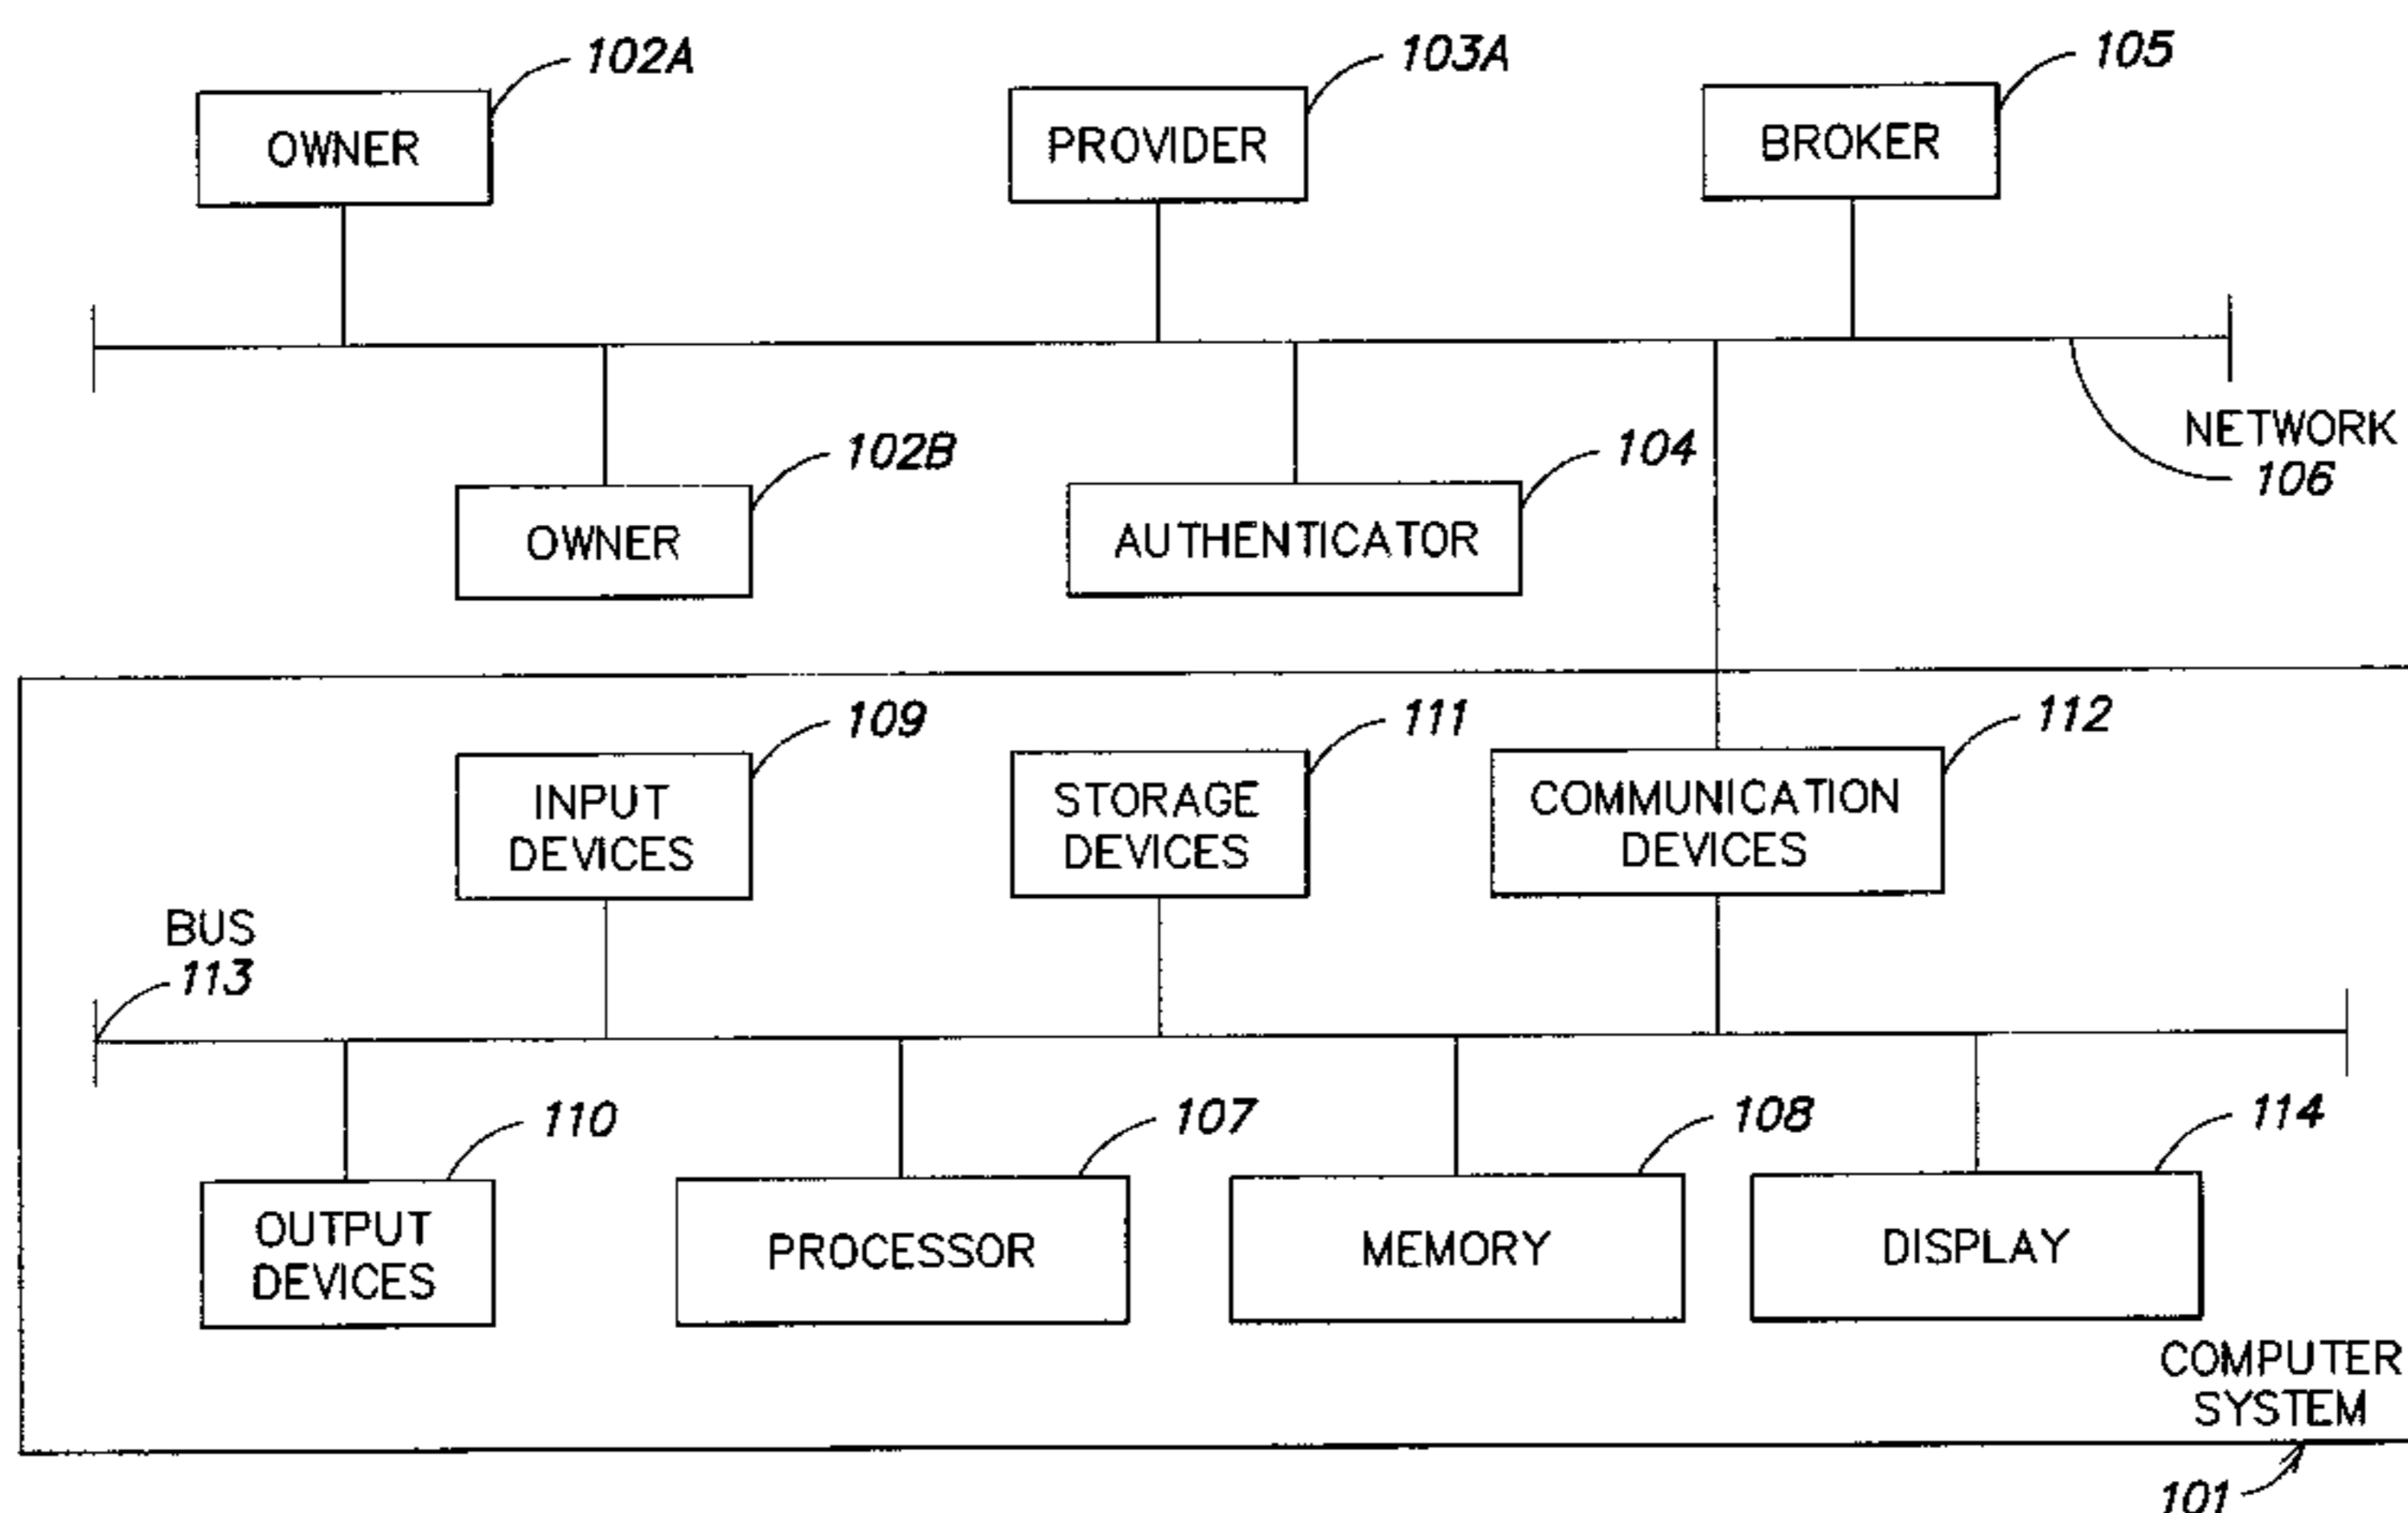 102A
103A
105
OWNER
PROVIDER
BROKER
NETWORK
106
102B
104
OWNER
AUTHENTICATOR
109
111
112
INPUT
DEVICES
STORAGE
DEVICES
COMMUNICATION
DEVICES
BUS
113
110
107
108
114
OUTPUT
DEVICES
PROCESSOR
MEMORY
DISPLAY
COMPUTER
SYSTEM
101